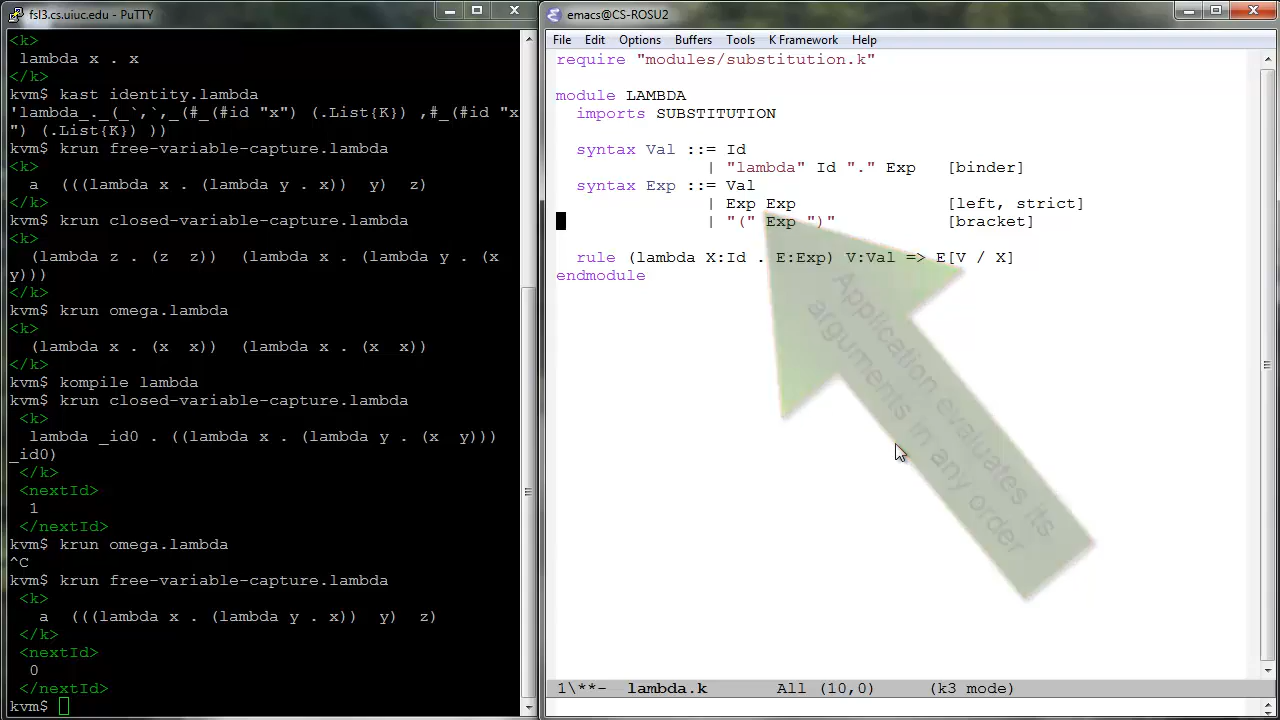 fsl3.cs.uiuc.edu - PuTTY
<k>
lambda x . x
</k>
kvm$ kast identity.lambda
'lambda_._(_`,`,_(#_(#id "x") (.List{K}) ,#_(#id "x
") (.List{K}) ))
kvm$ krun free-variable-capture.lambda
<k>
a (((lambda x . (lambda y . x)) y) z)
</k>
kvm$ krun closed-variable-capture.lambda
<k>
(lambda z . (z z)) (lambda x . (lambda y . (x
y)))
</k>
kvm$ krun omega.lambda
<k>
(lambda x . (x x)) (lambda x . (x x))
</k>
kvm$ kompile lambda
kvm$ krun closed-variable-capture.lambda
<k>
lambda _id0 . ((lambda x . (lambda y . (x y)))
_id0)
</k>
<nextId>
1
</nextId>
kvm$ krun omega.lambda
^C
kvm$ krun free-variable-capture.lambda
<k>
a (((lambda x . (lambda y . x)) y) z)
</k>
<nextId>
0
</nextId>
kvm$
emacs@CS-ROSU2
File Edit Options Buffers Tools K Framework Help
require "modules/substitution.k"
module LAMBDA
imports SUBSTITUTION
syntax Val ::= Id
| "lambda" Id "." Exp [binder]
syntax Exp ::= Val
| Exp Exp [left, strict]
| "(" Exp ")" [bracket]
rule (lambda X:Id . E:Exp) V:Val => E[V / X]
endmodule
Application evaluates its
arguments in any order
1\**- lambda.k All (10,0) (k3 mode)